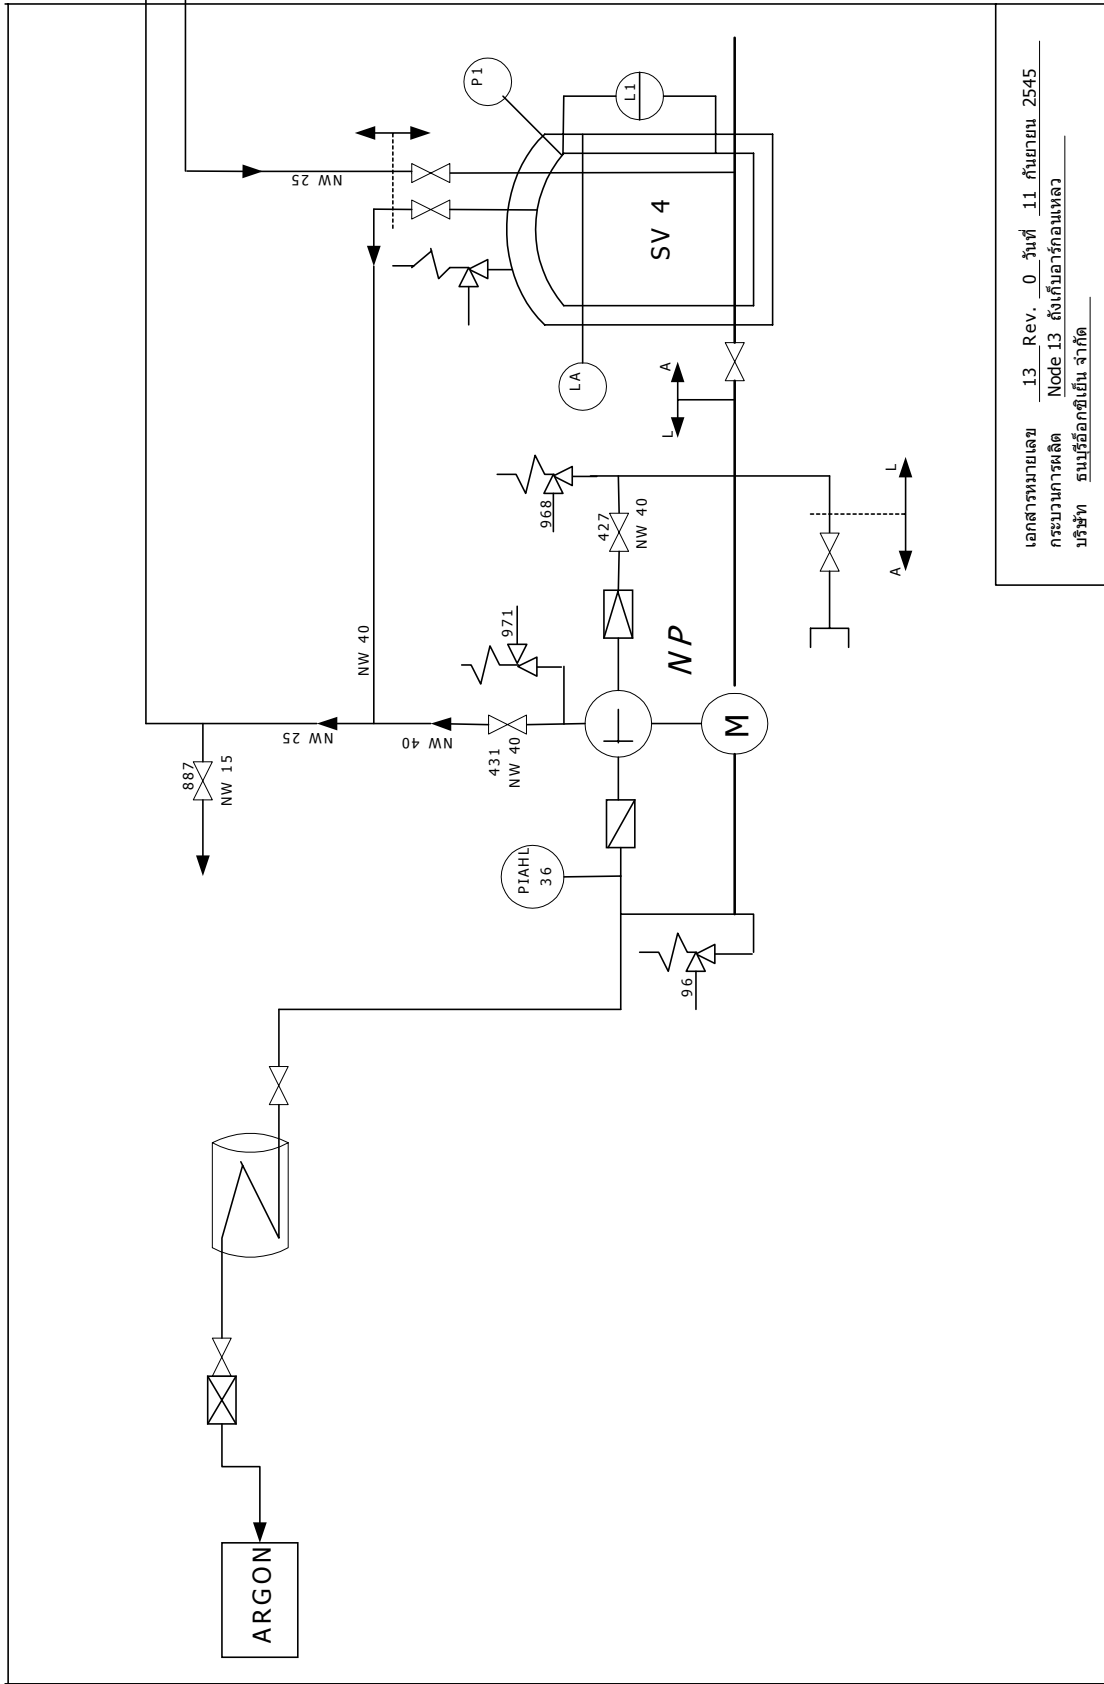 P1
L1
NW 25
SV 4
LA
A
L
968
427
NW 40
L
A
971
NP
NW 40
NW 25
NW 40
431
NW 40
M
887
NW 15
PIAHL
36
96
ARGON
เอกสารหมายเลข 13 Rev. 0 วันที่ 11 กันยายน 2545
กระบวนการผลิต Node 13 ถังเก็บอาร์กอนเหลว
บริษัท ธนบุรีอ็อกซิเย็น จำกัด